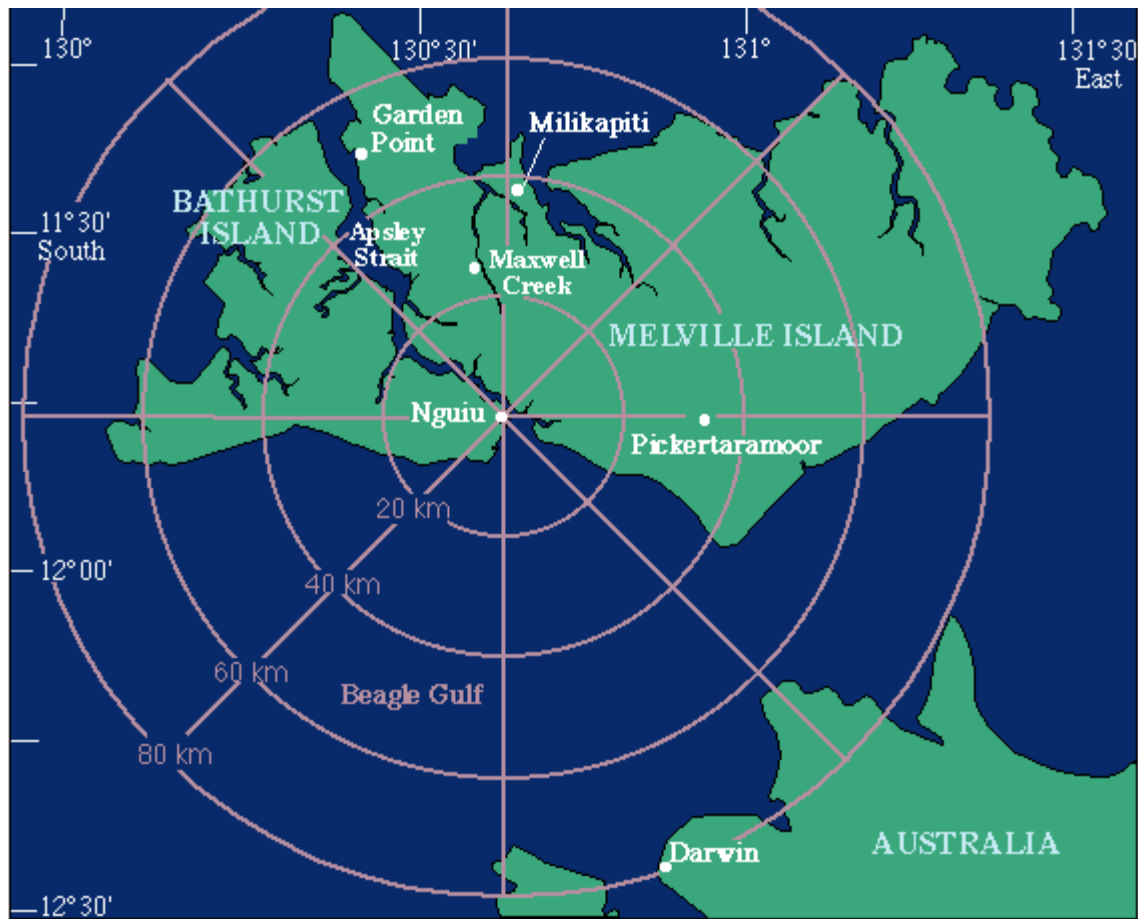 130°
130°30'
131°
131°30
East
Garden
Point
Milikapiti
BATHURST
ISLAND
11°30'
South
Apsley
Strait
Maxwell
Creek
MELVILLE ISLAND
Nguiu
Pickertaramoor
20 km
12°00'
40 km
60 km
Beagle Gulf
80 km
AUSTRALIA
Darwin
12°30'